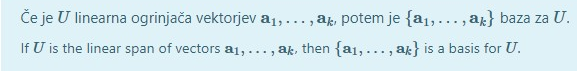 Če je U linearna ogrinjača vektorjev a₁, . . . , aₖ, potem je {a₁, . . . , aₖ} baza za U.
If U is the linear span of vectors a₁, . . . , aₖ, then {a₁, . . . , aₖ} is a basis for U.